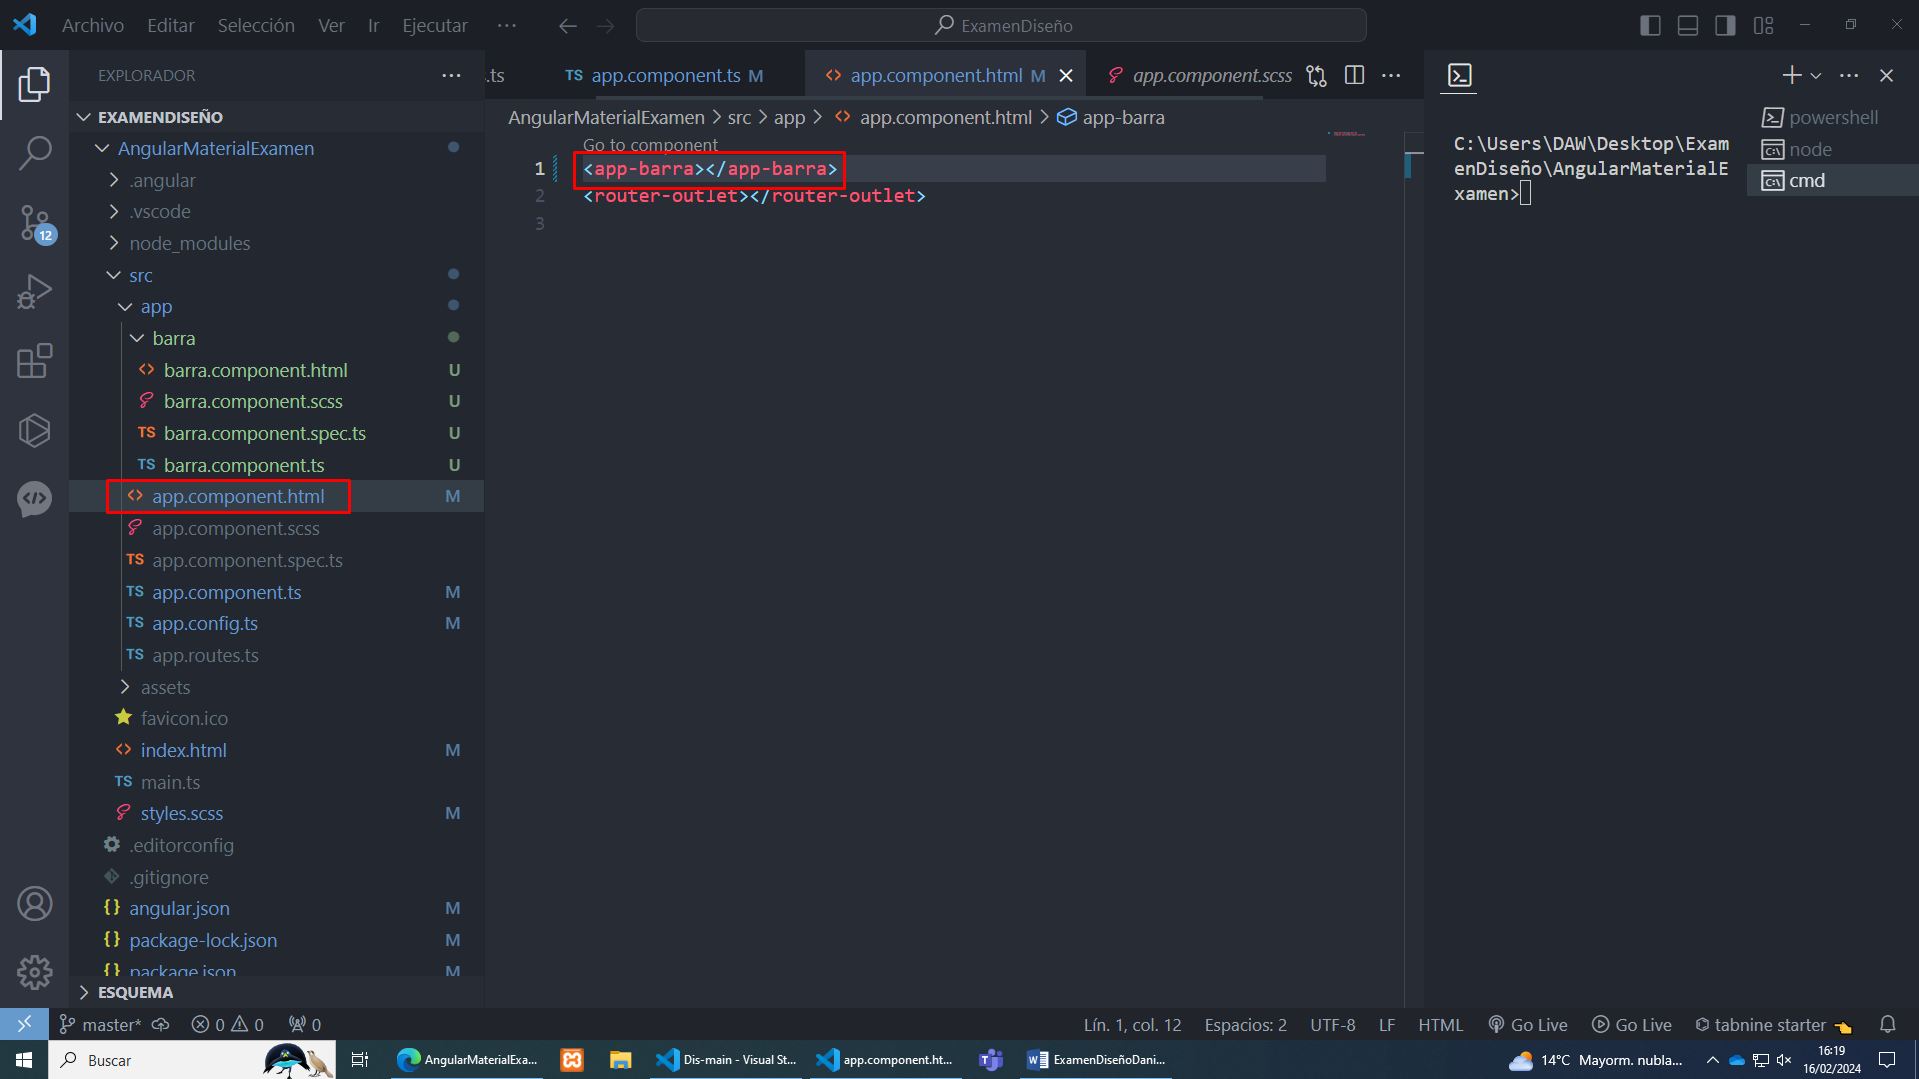 Archivo Editar Selección Ver Ir Ejecutar ···
ExamenDiseño
EXPLORADOR
EXAMENDISEÑO
AngularMaterialExamen
.angular
.vscode
node_modules
src
app
barra
barra.component.html U
barra.component.scss U
barra.component.spec.ts U
barra.component.ts U
app.component.html M
app.component.scss
app.component.spec.ts
app.component.ts M
app.config.ts M
app.routes.ts
assets
favicon.ico
index.html M
main.ts
styles.scss M
.editorconfig
.gitignore
angular.json M
package-lock.json M
package.json M
ESQUEMA
12
.ts
TS app.component.ts M
app.component.html M
app.component.scss
AngularMaterialExamen > src > app > app.component.html > app-barra
Go to component
1 <app-barra></app-barra>
2 <router-outlet></router-outlet>
3
C:\Users\DAW\Desktop\Exam
enDiseño\AngularMaterialE
xamen>
powershell
node
cmd
master* 0 0 0
Lín. 1, col. 12 Espacios: 2 UTF-8 LF HTML Go Live Go Live tabnine starter
Buscar
AngularMaterialExa...
Dis-main - Visual St...
app.component.ht...
ExamenDiseñoDani...
14°C Mayorm. nubla...
16:19
16/02/2024